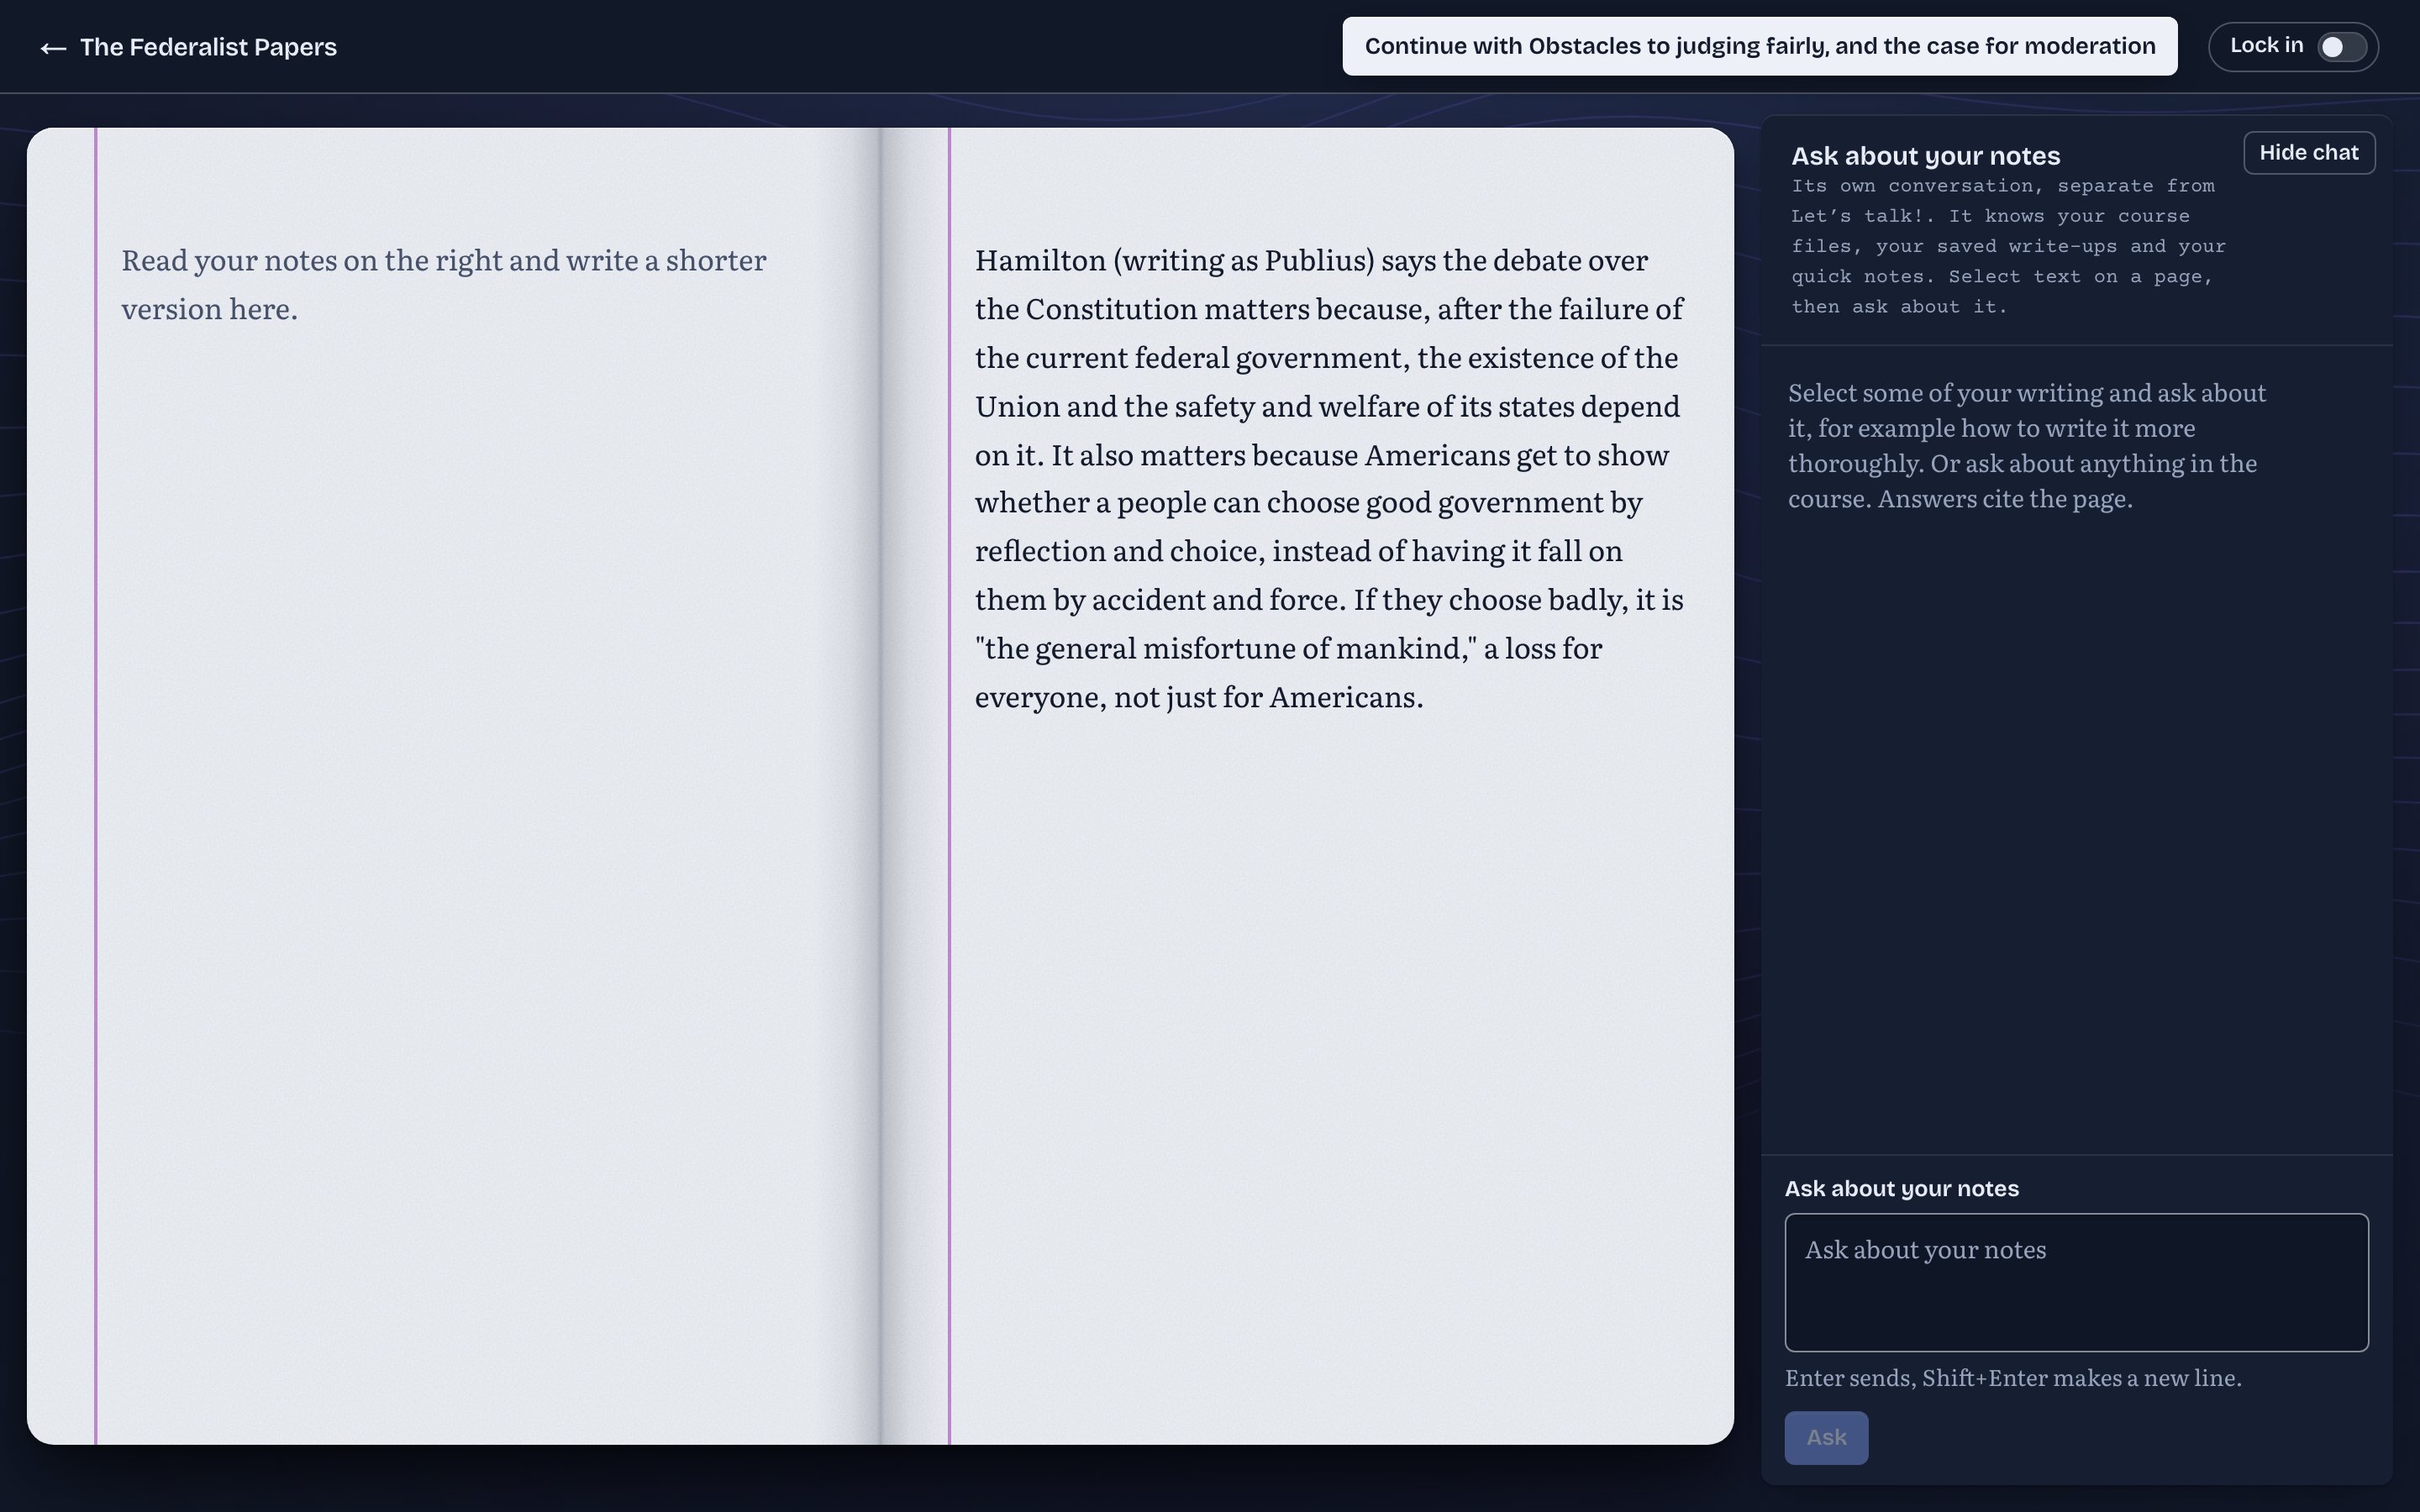 ← The Federalist Papers
Continue with Obstacles to judging fairly, and the case for moderation
Lock in
Read your notes on the right and write a shorter
version here.
Hamilton (writing as Publius) says the debate over
the Constitution matters because, after the failure of
the current federal government, the existence of the
Union and the safety and welfare of its states depend
on it. It also matters because Americans get to show
whether a people can choose good government by
reflection and choice, instead of having it fall on
them by accident and force. If they choose badly, it is
"the general misfortune of mankind," a loss for
everyone, not just for Americans.
Ask about your notes
Hide chat
Its own conversation, separate from
Let’s talk!. It knows your course
files, your saved write-ups and your
quick notes. Select text on a page,
then ask about it.
Select some of your writing and ask about
it, for example how to write it more
thoroughly. Or ask about anything in the
course. Answers cite the page.
Ask about your notes
Ask about your notes
Enter sends, Shift+Enter makes a new line.
Ask